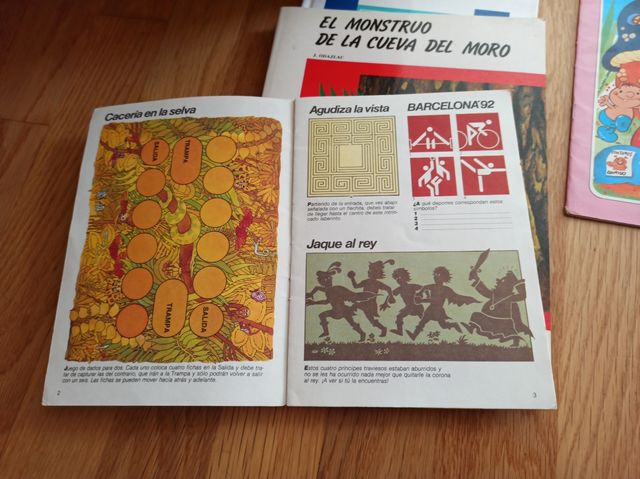 EL MONSTRUO
DE LA CUEVA DEL MORO
Cacería en la selva
SALIDA
TRAMPA
TRAMPA
SALIDA
Juego de dados para dos. Cada uno coloca cuatro fichas en la Salida y debe tra-
tar de capturar las del contrario, que irán a la Trampa y sólo podrán volver a salir
con un seis. Las fichas se pueden mover hacia atrás y adelante.
2
Agudiza la vista
Partiendo de la entrada, que ves abajo
señalada con un flechita, debes tratar
de llegar hasta el centro de este intrin-
cado laberinto.
BARCELONA'92
¿A qué deportes corresponden estos
símbolos?
1
2
3
4
Jaque al rey
Estos cuatro príncipes traviesos estaban aburridos y
no se les ha ocurrido nada mejor que quitarle la corona
al rey. ¡A ver si tú la encuentras!
3